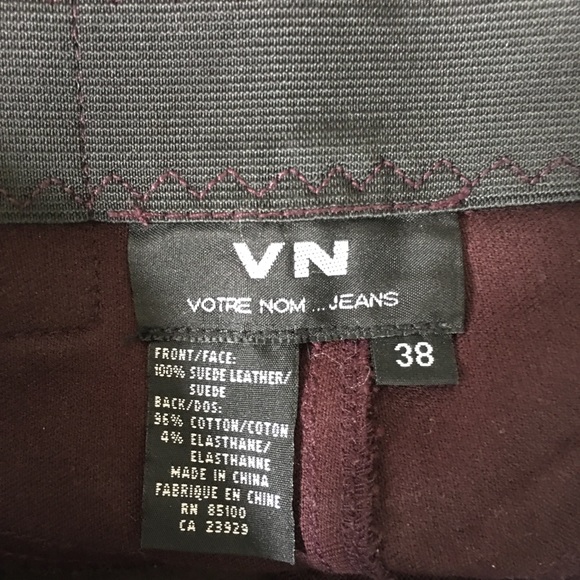 VN
VOTRE NOM ... JEANS
38
FRONT/FACE:
100% SUEDE LEATHER/
SUEDE
BACK/DOS:
96% COTTON/COTON
4% ELASTHANE/
ELASTHANNE
MADE IN CHINA
FABRIQUE EN CHINE
RN 85100
CA 23929